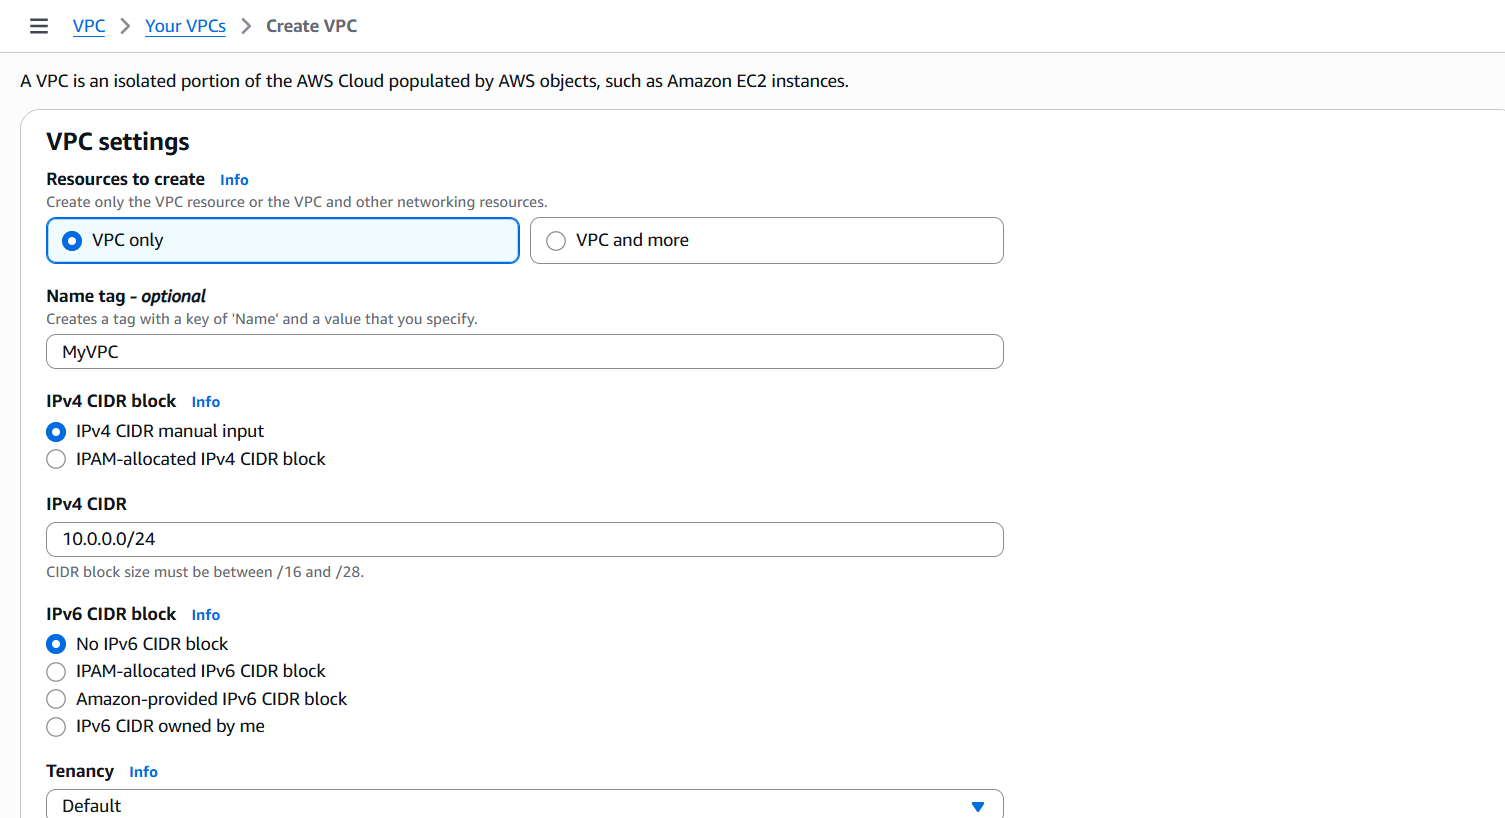 VPC > Your VPCs > Create VPC
A VPC is an isolated portion of the AWS Cloud populated by AWS objects, such as Amazon EC2 instances.
VPC settings
Resources to create Info
Create only the VPC resource or the VPC and other networking resources.
VPC only VPC and more
Name tag - optional
Creates a tag with a key of 'Name' and a value that you specify.
MyVPC
IPv4 CIDR block Info
IPv4 CIDR manual input
IPAM-allocated IPv4 CIDR block
IPv4 CIDR
10.0.0.0/24
CIDR block size must be between /16 and /28.
IPv6 CIDR block Info
No IPv6 CIDR block
IPAM-allocated IPv6 CIDR block
Amazon-provided IPv6 CIDR block
IPv6 CIDR owned by me
Tenancy Info
Default